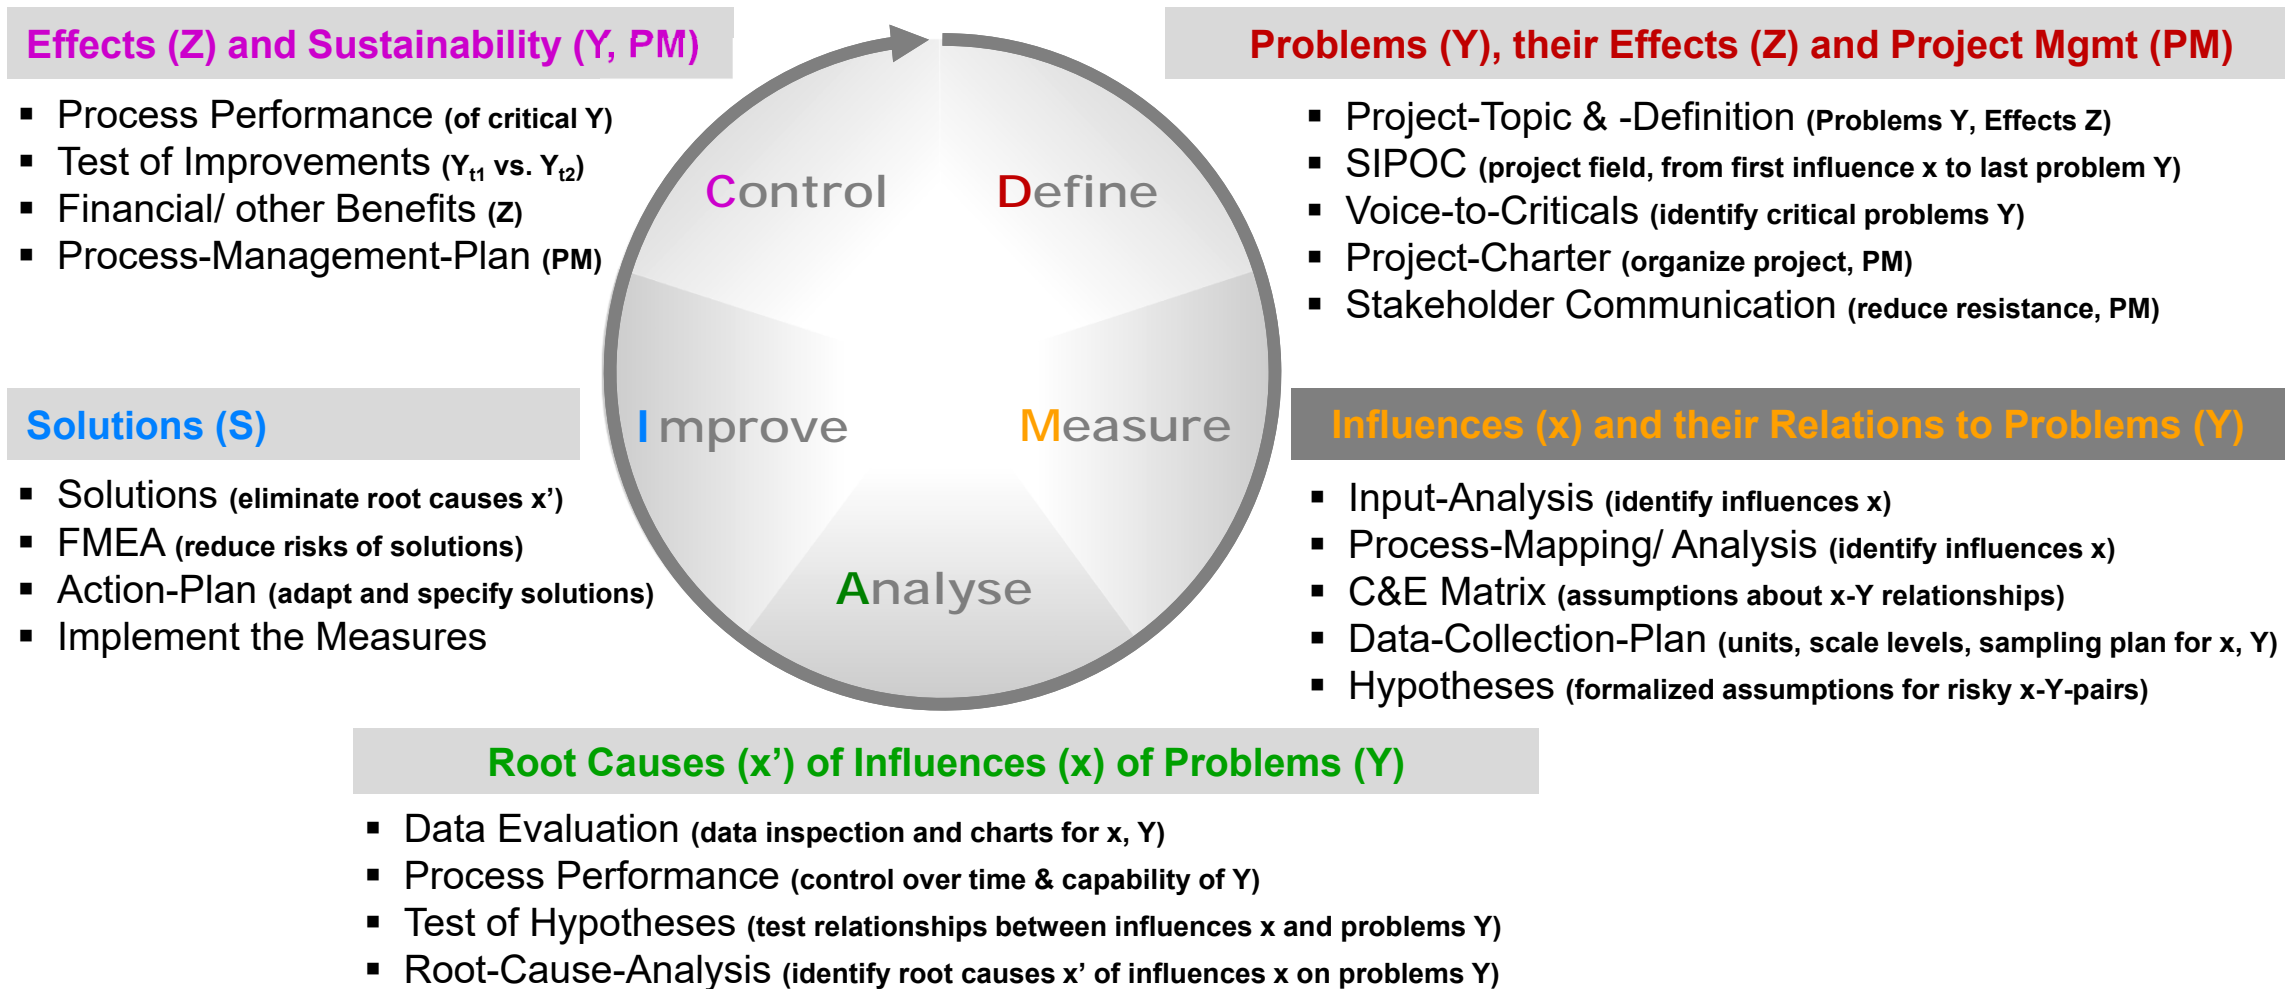 Effects (Z) and Sustainability (Y, PM)
▪ Process Performance (of critical Y)
▪ Test of Improvements (Yt1 vs. Yt2)
▪ Financial/ other Benefits (Z)
▪ Process-Management-Plan (PM)
Problems (Y), their Effects (Z) and Project Mgmt (PM)
▪ Project-Topic & -Definition (Problems Y, Effects Z)
▪ SIPOC (project field, from first influence x to last problem Y)
▪ Voice-to-Criticals (identify critical problems Y)
▪ Project-Charter (organize project, PM)
▪ Stakeholder Communication (reduce resistance, PM)
Control
Define
Improve
Measure
Analyse
Solutions (S)
▪ Solutions (eliminate root causes x’)
▪ FMEA (reduce risks of solutions)
▪ Action-Plan (adapt and specify solutions)
▪ Implement the Measures
Influences (x) and their Relations to Problems (Y)
▪ Input-Analysis (identify influences x)
▪ Process-Mapping/ Analysis (identify influences x)
▪ C&E Matrix (assumptions about x-Y relationships)
▪ Data-Collection-Plan (units, scale levels, sampling plan for x, Y)
▪ Hypotheses (formalized assumptions for risky x-Y-pairs)
Root Causes (x’) of Influences (x) of Problems (Y)
▪ Data Evaluation (data inspection and charts for x, Y)
▪ Process Performance (control over time & capability of Y)
▪ Test of Hypotheses (test relationships between influences x and problems Y)
▪ Root-Cause-Analysis (identify root causes x’ of influences x on problems Y)